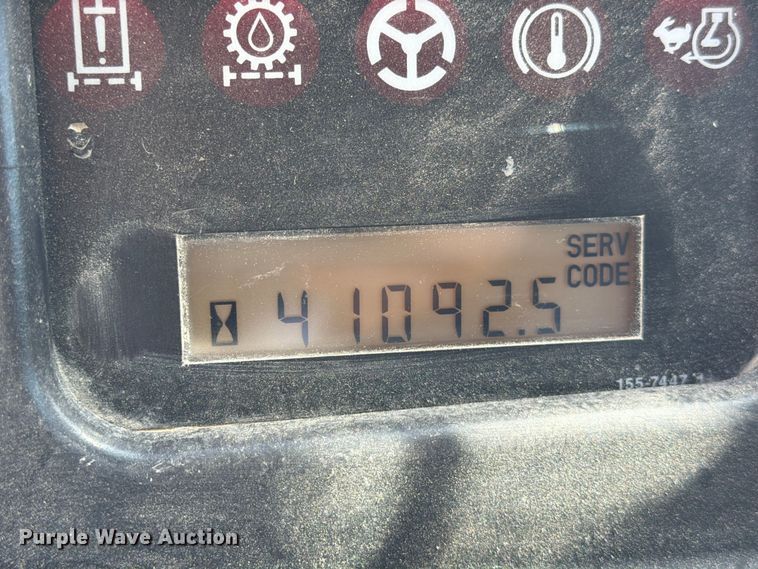 SERV
CODE
41092.5
155-7447
Purple Wave Auction®